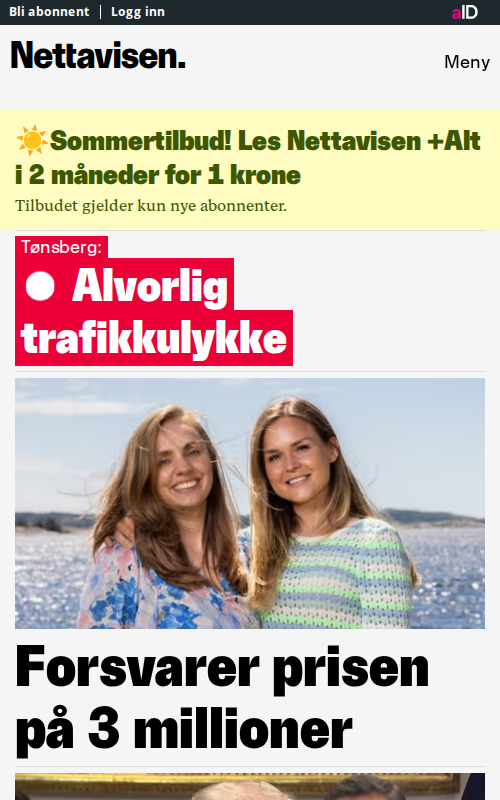 Bli abonnent
Logg inn
aID
Nettavisen.
Meny
☀️Sommertilbud! Les Nettavisen +Alt
i 2 måneder for 1 krone
Tilbudet gjelder kun nye abonnenter.
Tønsberg:
Alvorlig
trafikkulykke
Forsvarer prisen
på 3 millioner